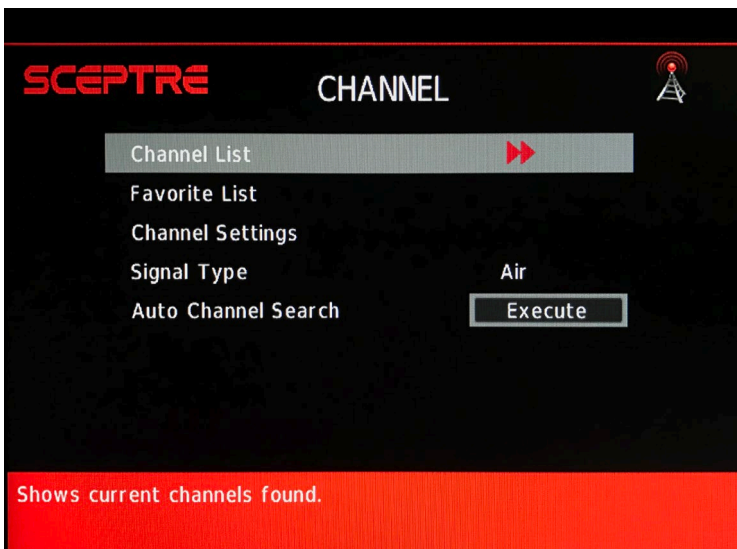 SCEPTRE
CHANNEL
Channel List
Favorite List
Channel Settings
Signal Type Air
Auto Channel Search Execute
Shows current channels found.